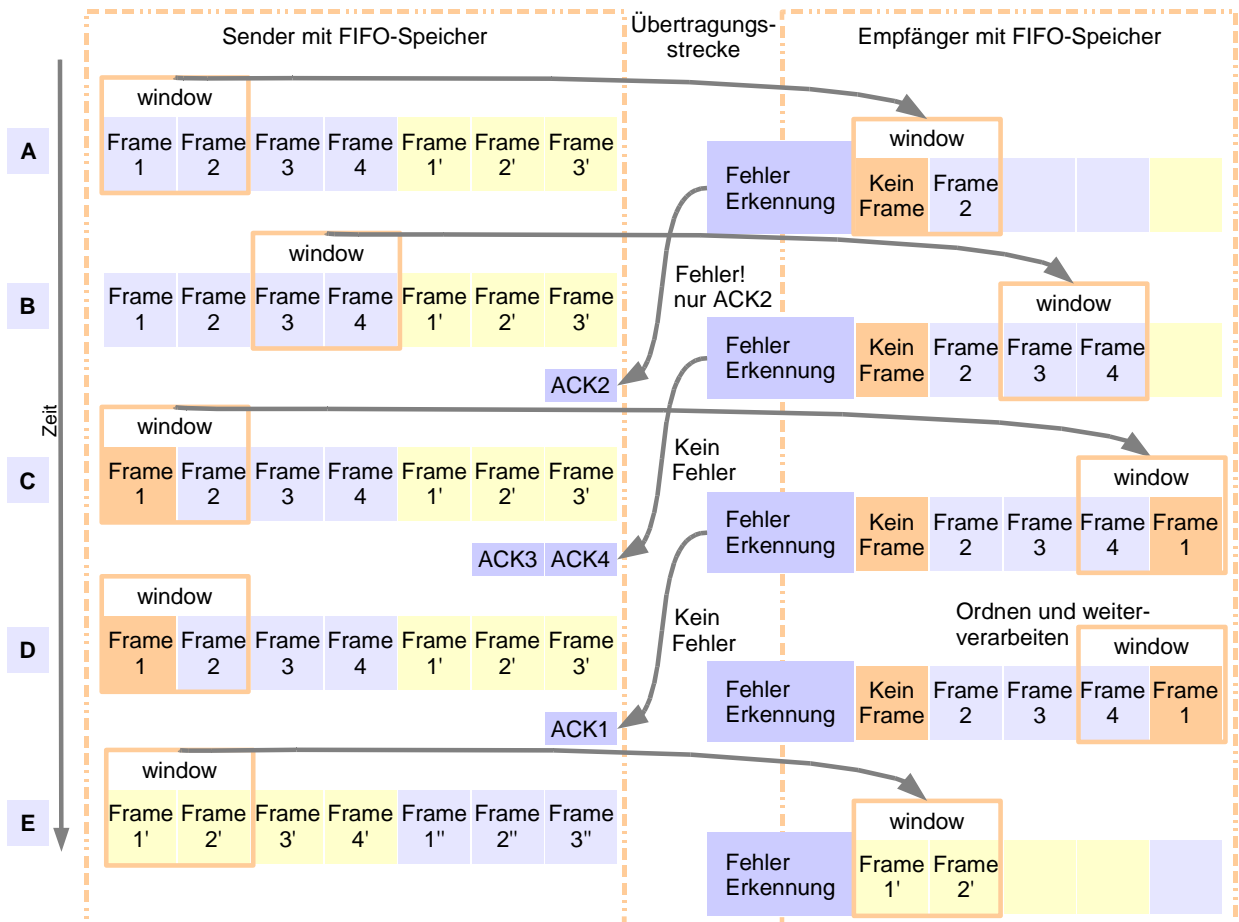 Sender mit FIFO-Speicher
Übertragungs-
strecke
Empfänger mit FIFO-Speicher
Zeit
A
window
Frame 1 Frame 2 Frame 3 Frame 4 Frame 1' Frame 2' Frame 3'
window
Fehler
Erkennung
Kein Frame Frame 2
Fehler!
nur ACK2
B
window
Frame 1 Frame 2 Frame 3 Frame 4 Frame 1' Frame 2' Frame 3'
window
Fehler
Erkennung
Kein Frame Frame 2 Frame 3 Frame 4
ACK2
Kein
Fehler
C
window
Frame 1 Frame 2 Frame 3 Frame 4 Frame 1' Frame 2' Frame 3'
window
Fehler
Erkennung
Kein Frame Frame 2 Frame 3 Frame 4 Frame 1
ACK3 ACK4
Kein
Fehler
D
window
Frame 1 Frame 2 Frame 3 Frame 4 Frame 1' Frame 2' Frame 3'
Ordnen und weiter-
verarbeiten
window
Fehler
Erkennung
Kein Frame Frame 2 Frame 3 Frame 4 Frame 1
ACK1
E
window
Frame 1' Frame 2' Frame 3' Frame 4' Frame 1" Frame 2" Frame 3"
window
Fehler
Erkennung
Frame 1' Frame 2'